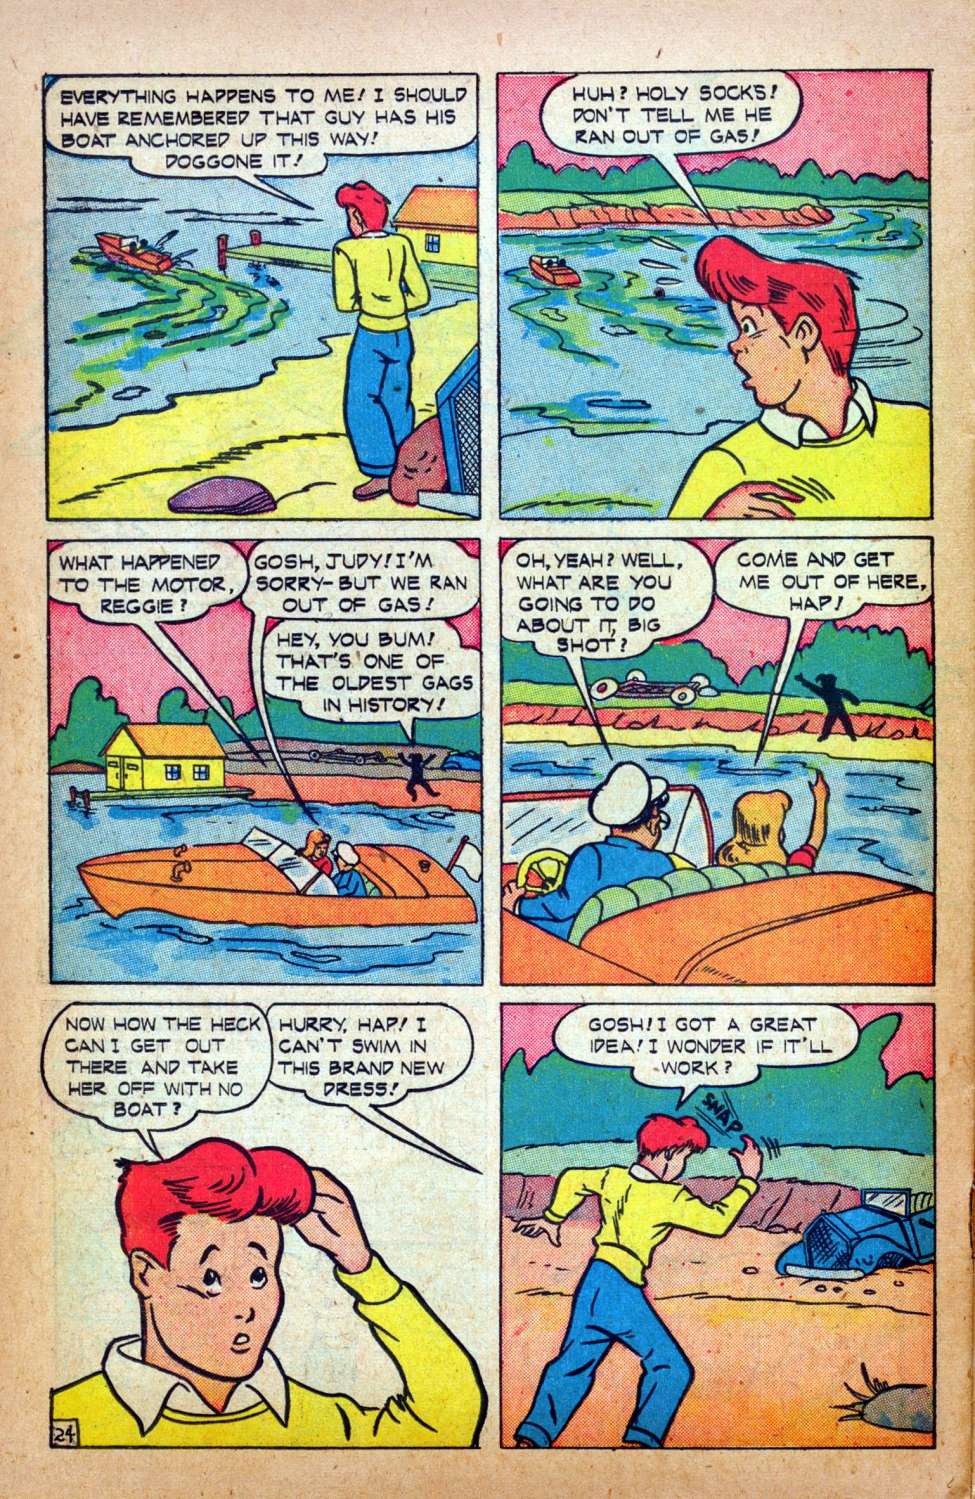 EVERYTHING HAPPENS TO ME! I SHOULD
HAVE REMEMBERED THAT GUY HAS HIS
BOAT ANCHORED UP THIS WAY!
DOGGONE IT!
HUH? HOLY SOCKS!
DON'T TELL ME HE
RAN OUT OF GAS!
WHAT HAPPENED
TO THE MOTOR,
REGGIE?
GOSH, JUDY! I'M
SORRY- BUT WE RAN
OUT OF GAS!
HEY, YOU BUM!
THAT'S ONE OF
THE OLDEST GAGS
IN HISTORY!
OH, YEAH? WELL,
WHAT ARE YOU
GOING TO DO
ABOUT IT, BIG
SHOT?
COME AND GET
ME OUT OF HERE,
HAP!
NOW HOW THE HECK
CAN I GET OUT
THERE AND TAKE
HER OFF WITH NO
BOAT?
HURRY, HAP! I
CAN'T SWIM IN
THIS BRAND NEW
DRESS!
24
GOSH! I GOT A GREAT
IDEA! I WONDER IF IT'LL
WORK?
SNAP